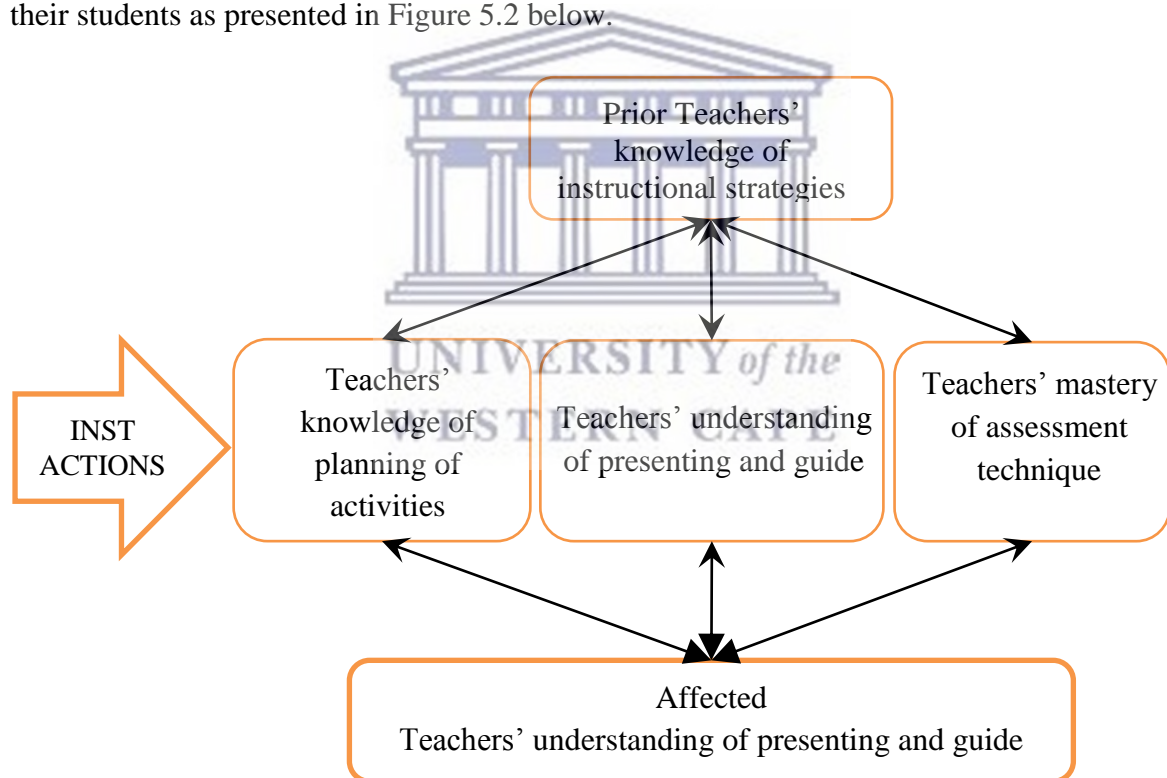 their students as presented in Figure 5.2 below.
Prior Teachers’
knowledge of
instructional strategies
UNIVERSITY of the
WESTERN CAPE
INST
ACTIONS
Teachers’
knowledge of
planning of
activities
Teachers’ understanding
of presenting and guide
Teachers’ mastery
of assessment
technique
Affected
Teachers’ understanding of presenting and guide